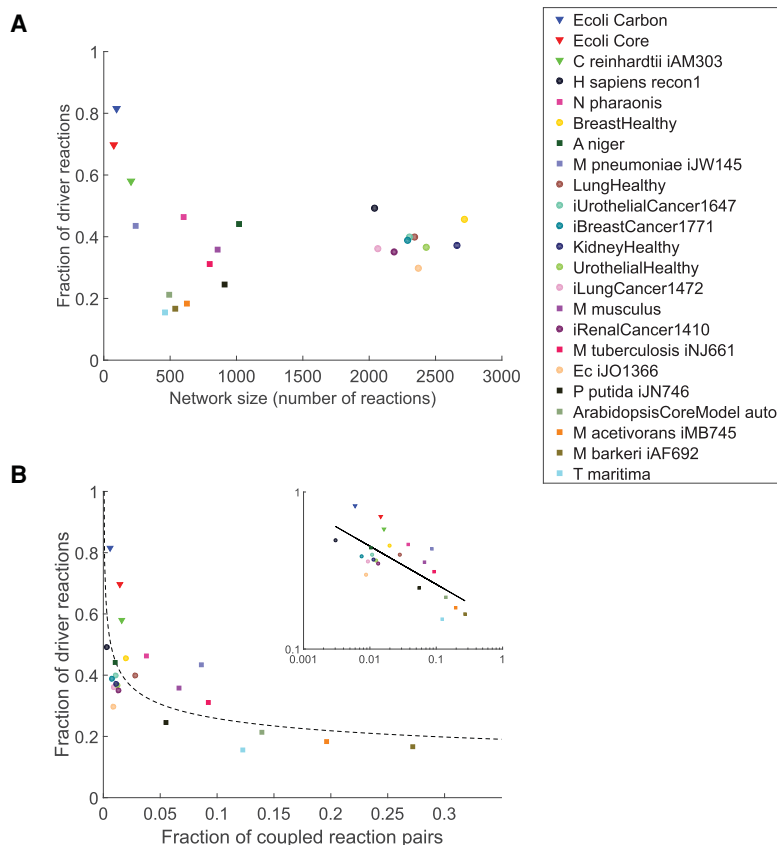 A
1
0.8
0.6
0.4
0.2
0
Fraction of driver reactions
0 500 1000 1500 2000 2500 3000
Network size (number of reactions)
Ecoli Carbon
Ecoli Core
C reinhardtii iAM303
H sapiens recon1
N pharaonis
BreastHealthy
A niger
M pneumoniae iJW145
LungHealthy
iUrothelialCancer1647
iBreastCancer1771
KidneyHealthy
UrothelialHealthy
iLungCancer1472
M musculus
iRenalCancer1410
M tuberculosis iNJ661
Ec iJO1366
P putida iJN746
ArabidopsisCoreModel auto
M acetivorans iMB745
M barkeri iAF692
T maritima
B
1
0.8
0.6
0.4
0.2
0
Fraction of driver reactions
0 0.05 0.1 0.15 0.2 0.25 0.3
Fraction of coupled reaction pairs
1
0.1
0.001 0.01 0.1 1